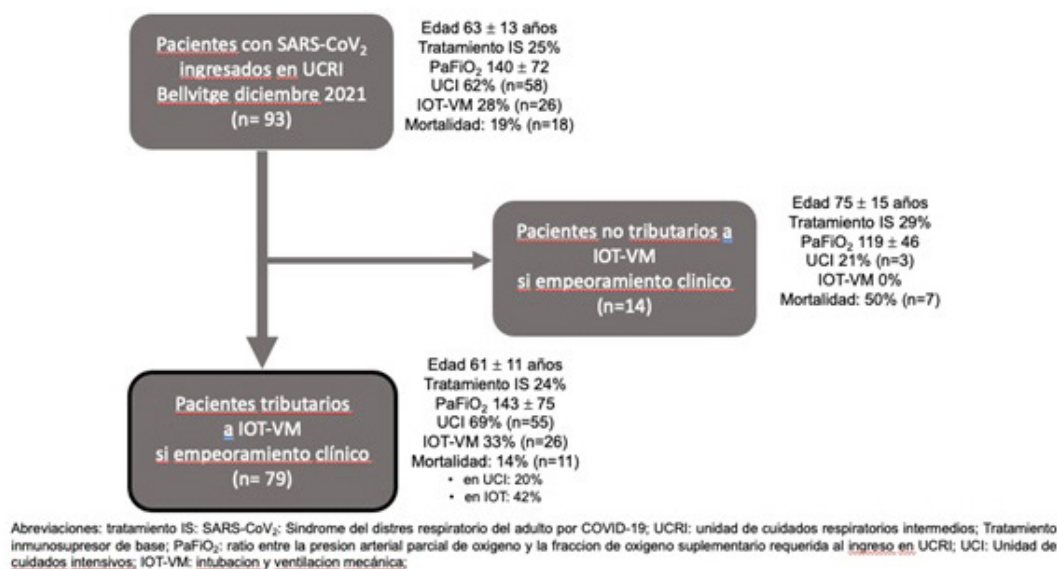 Pacientes con SARS-CoV₂
ingresados en UCRI
Bellvitge diciembre 2021
(n= 93)
Edad 63 ± 13 años
Tratamiento IS 25%
PaFiO₂ 140 ± 72
UCI 62% (n=58)
IOT-VM 28% (n=26)
Mortalidad: 19% (n=18)
Pacientes no tributarios a
IOT-VM
si empeoramiento clinico
(n=14)
Edad 75 ± 15 años
Tratamiento IS 29%
PaFiO₂ 119 ± 46
UCI 21% (n=3)
IOT-VM 0%
Mortalidad: 50% (n=7)
Pacientes tributarios
a IOT-VM
si empeoramiento clínico
(n= 79)
Edad 61 ± 11 años
Tratamiento IS 24%
PaFiO₂ 143 ± 75
UCI 69% (n=55)
IOT-VM 33% (n=26)
Mortalidad: 14% (n=11)
• en UCI: 20%
• en IOT: 42%
Abreviaciones: tratamiento IS: SARS-CoV₂: Sindrome del distres respiratorio del adulto por COVID-19; UCRI: unidad de cuidados respiratorios intermedios; Tratamiento
inmunosupresor de base; PaFiO₂: ratio entre la presion arterial parcial de oxigeno y la fraccion de oxigeno suplementario requerida al ingreso en UCRI; UCI: Unidad de
cuidados intensivos; IOT-VM: intubacion y ventilacion mecánica;